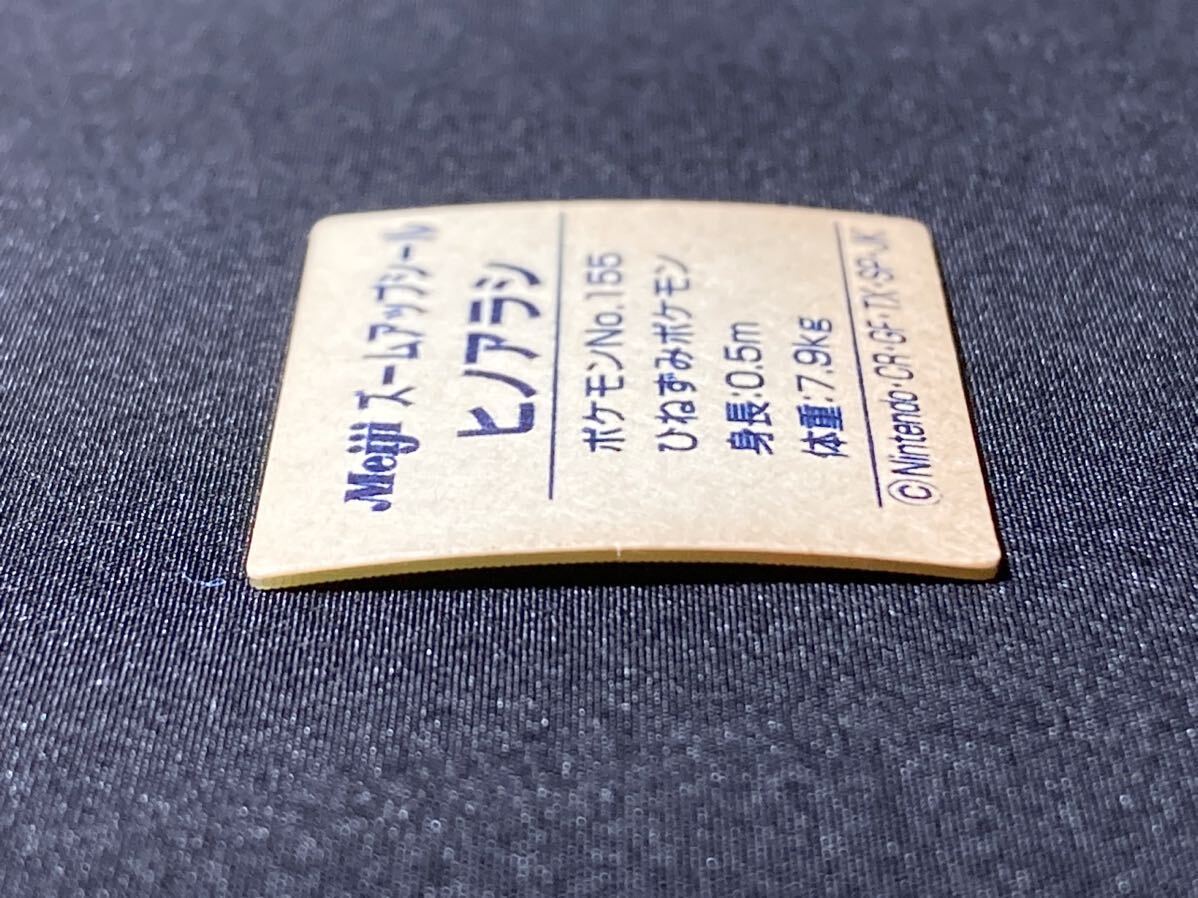 Meiji ズームアップシール
ヒノアラシ
ポケモンNo.155
ひねずみポケモン
身長:0.5m
体重:7.9kg
©Nintendo・CR・GF・TX・SP・JK